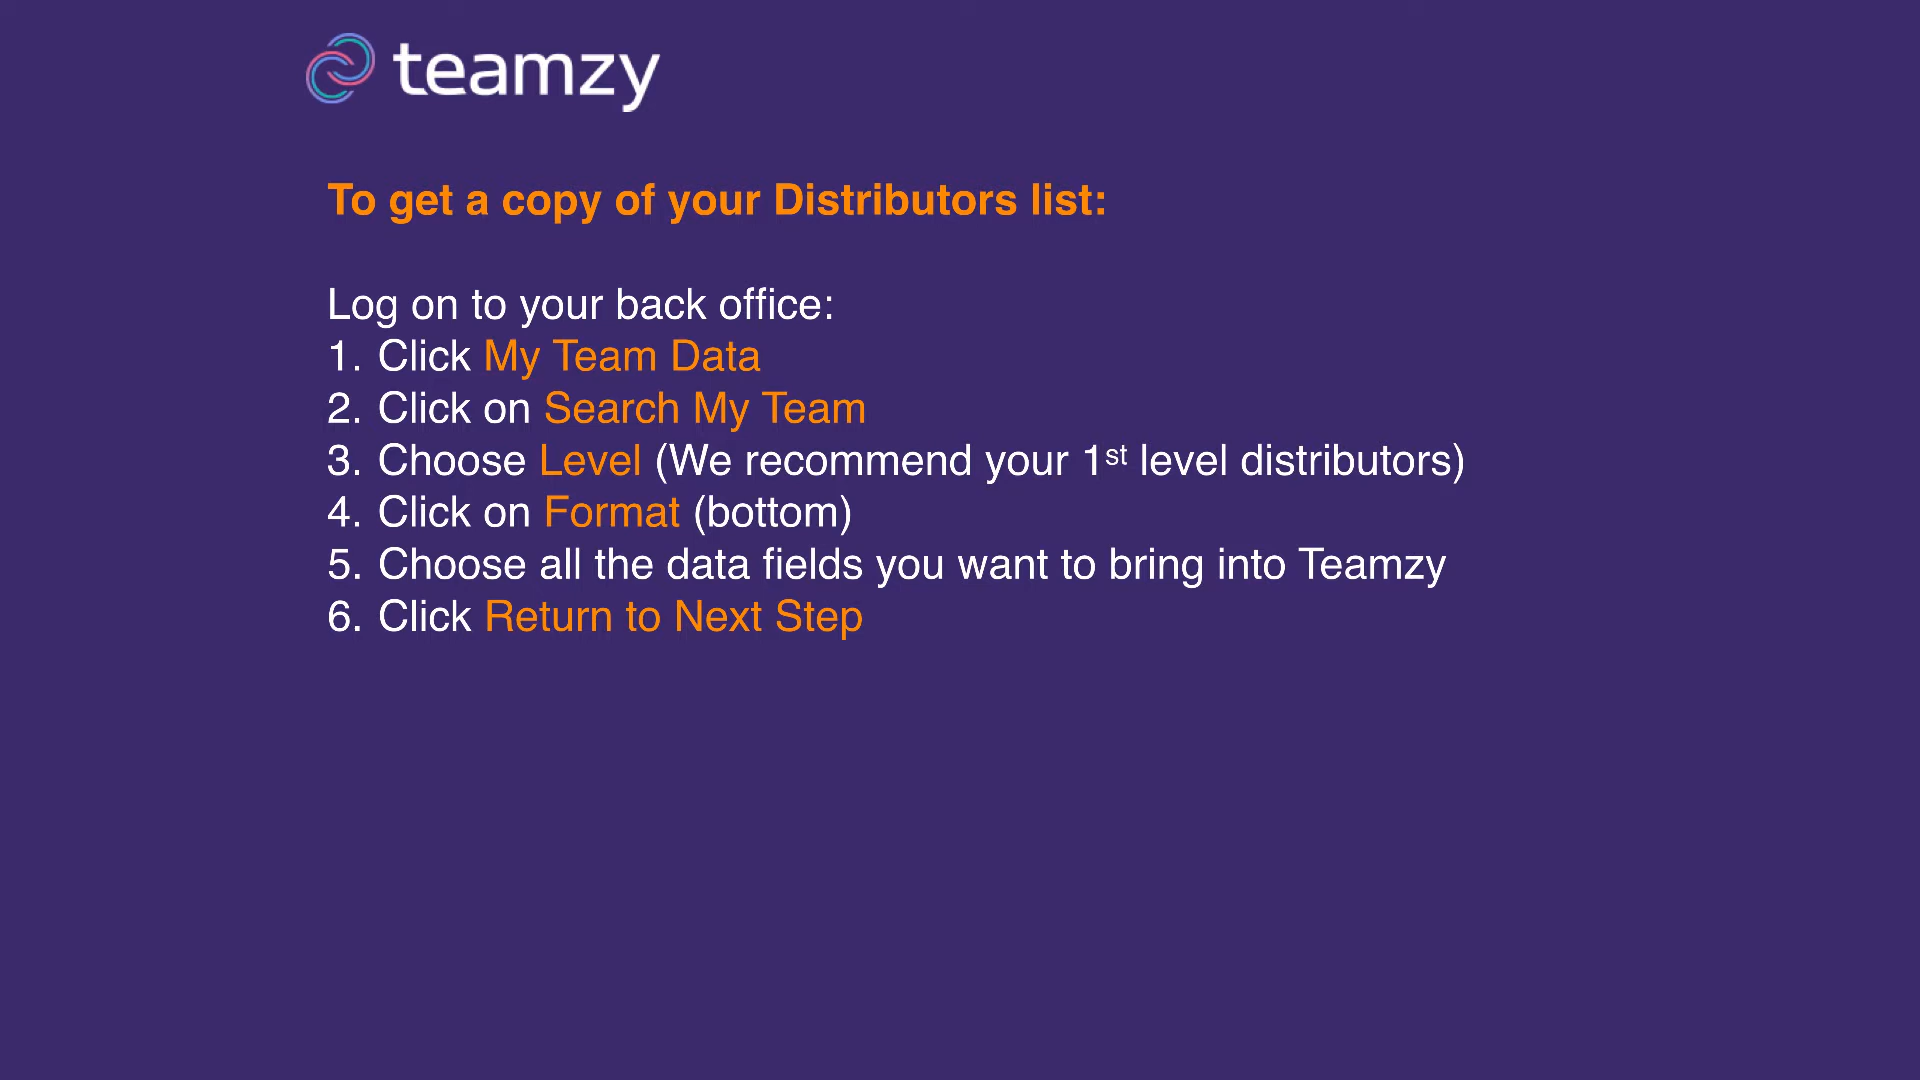 teamzy
To get a copy of your Distributors list:
Log on to your back office:
1. Click My Team Data
2. Click on Search My Team
3. Choose Level (We recommend your 1st level distributors)
4. Click on Format (bottom)
5. Choose all the data fields you want to bring into Teamzy
6. Click Return to Next Step